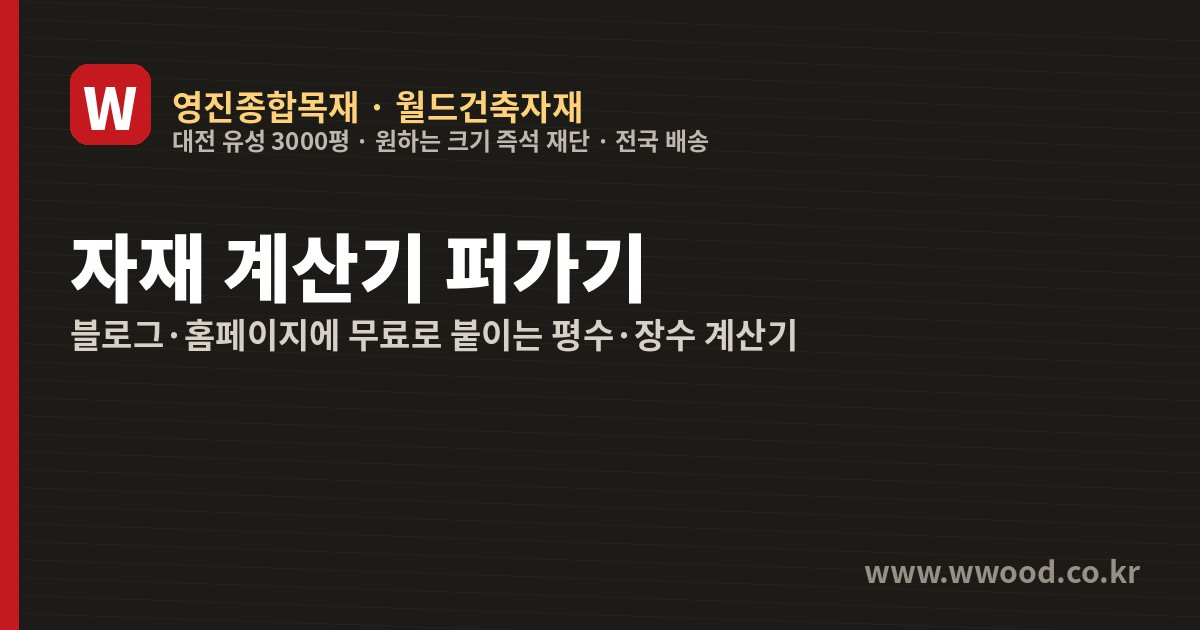 W
영진종합목재 · 월드건축자재
대전 유성 3000평 · 원하는 크기 즉석 재단 · 전국 배송
자재 계산기 퍼가기
블로그·홈페이지에 무료로 붙이는 평수·장수 계산기
www.wwood.co.kr